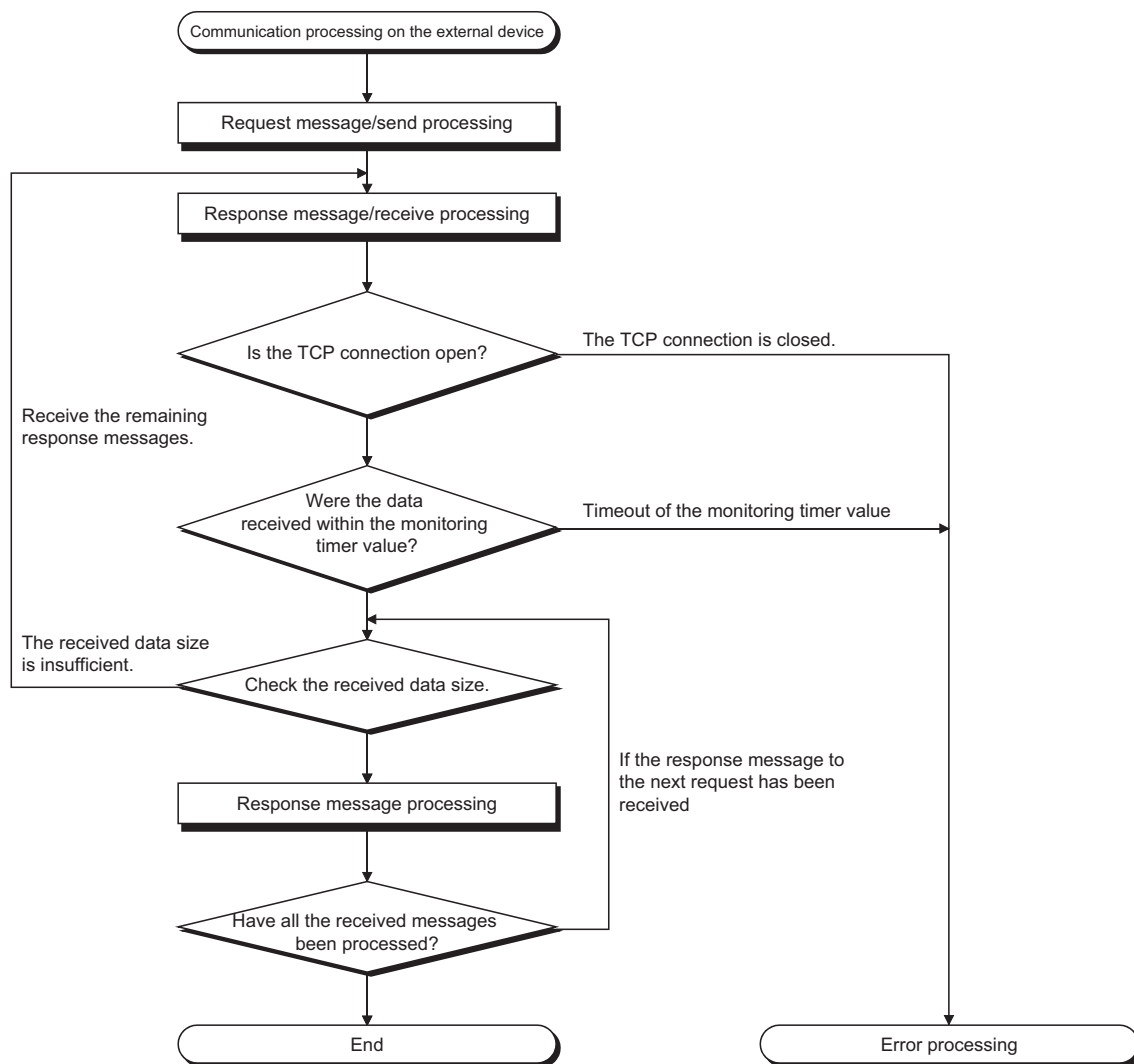 Communication processing on the external device
Request message/send processing
Response message/receive processing
Is the TCP connection open?
The TCP connection is closed.
Receive the remaining
response messages.
Were the data
received within the monitoring
timer value?
Timeout of the monitoring timer value
The received data size
is insufficient.
Check the received data size.
If the response message to
the next request has been
received
Response message processing
Have all the received messages
been processed?
End
Error processing